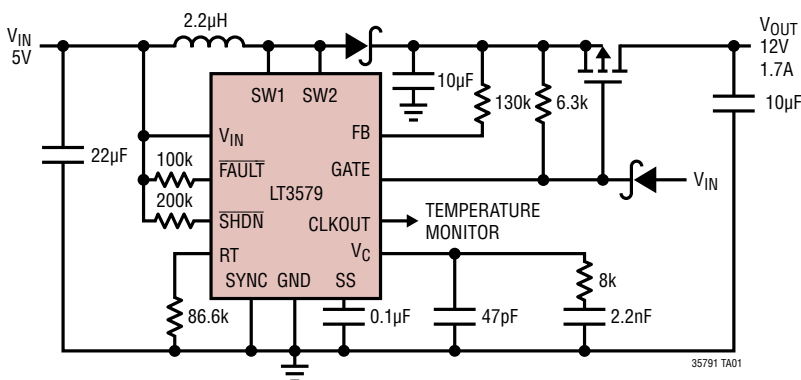 V_IN
5V
2.2μH
V_OUT
12V
1.7A
SW1
SW2
10μF
130k
6.3k
10μF
22μF
V_IN
FB
100k
FAULT
GATE
V_IN
LT3579
200k
SHDN
CLKOUT
TEMPERATURE
MONITOR
RT
V_C
SYNC
GND
SS
8k
86.6k
0.1μF
47pF
2.2nF
35791 TA01